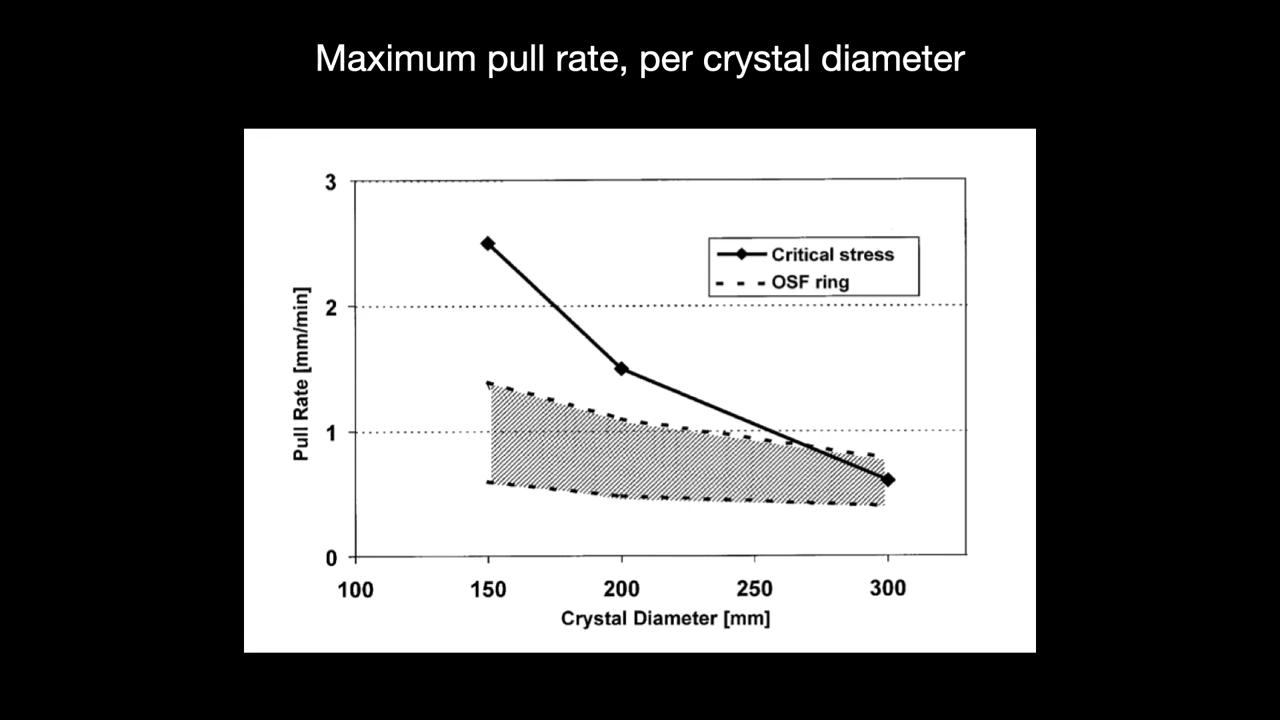 Maximum pull rate, per crystal diameter
3
Critical stress
OSF ring
2
Pull Rate [mm/min]
1
0
100 150 200 250 300
Crystal Diameter [mm]